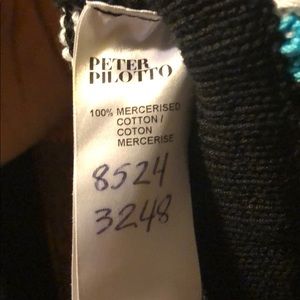 PETER
PILOTTO
100% MERCERISED
COTTON /
COTON
MERCERISE
8524
3248